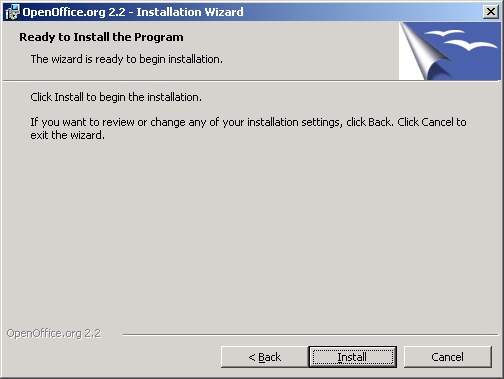 OpenOffice.org 2.2 - Installation Wizard
Ready to Install the Program
The wizard is ready to begin installation.
Click Install to begin the installation.
If you want to review or change any of your installation settings, click Back. Click Cancel to
exit the wizard.
OpenOffice.org 2.2
< Back Install Cancel